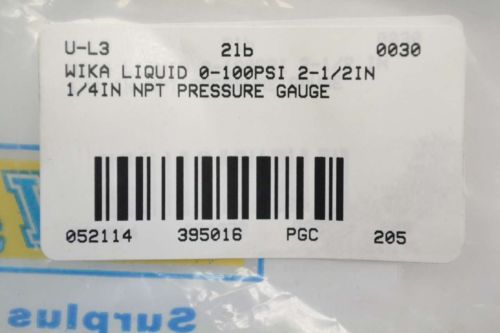 U-L3 2lb 0030
WIKA LIQUID 0-100PSI 2-1/2IN
1/4IN NPT PRESSURE GAUGE
052114 395016 PGC 205
Surplus